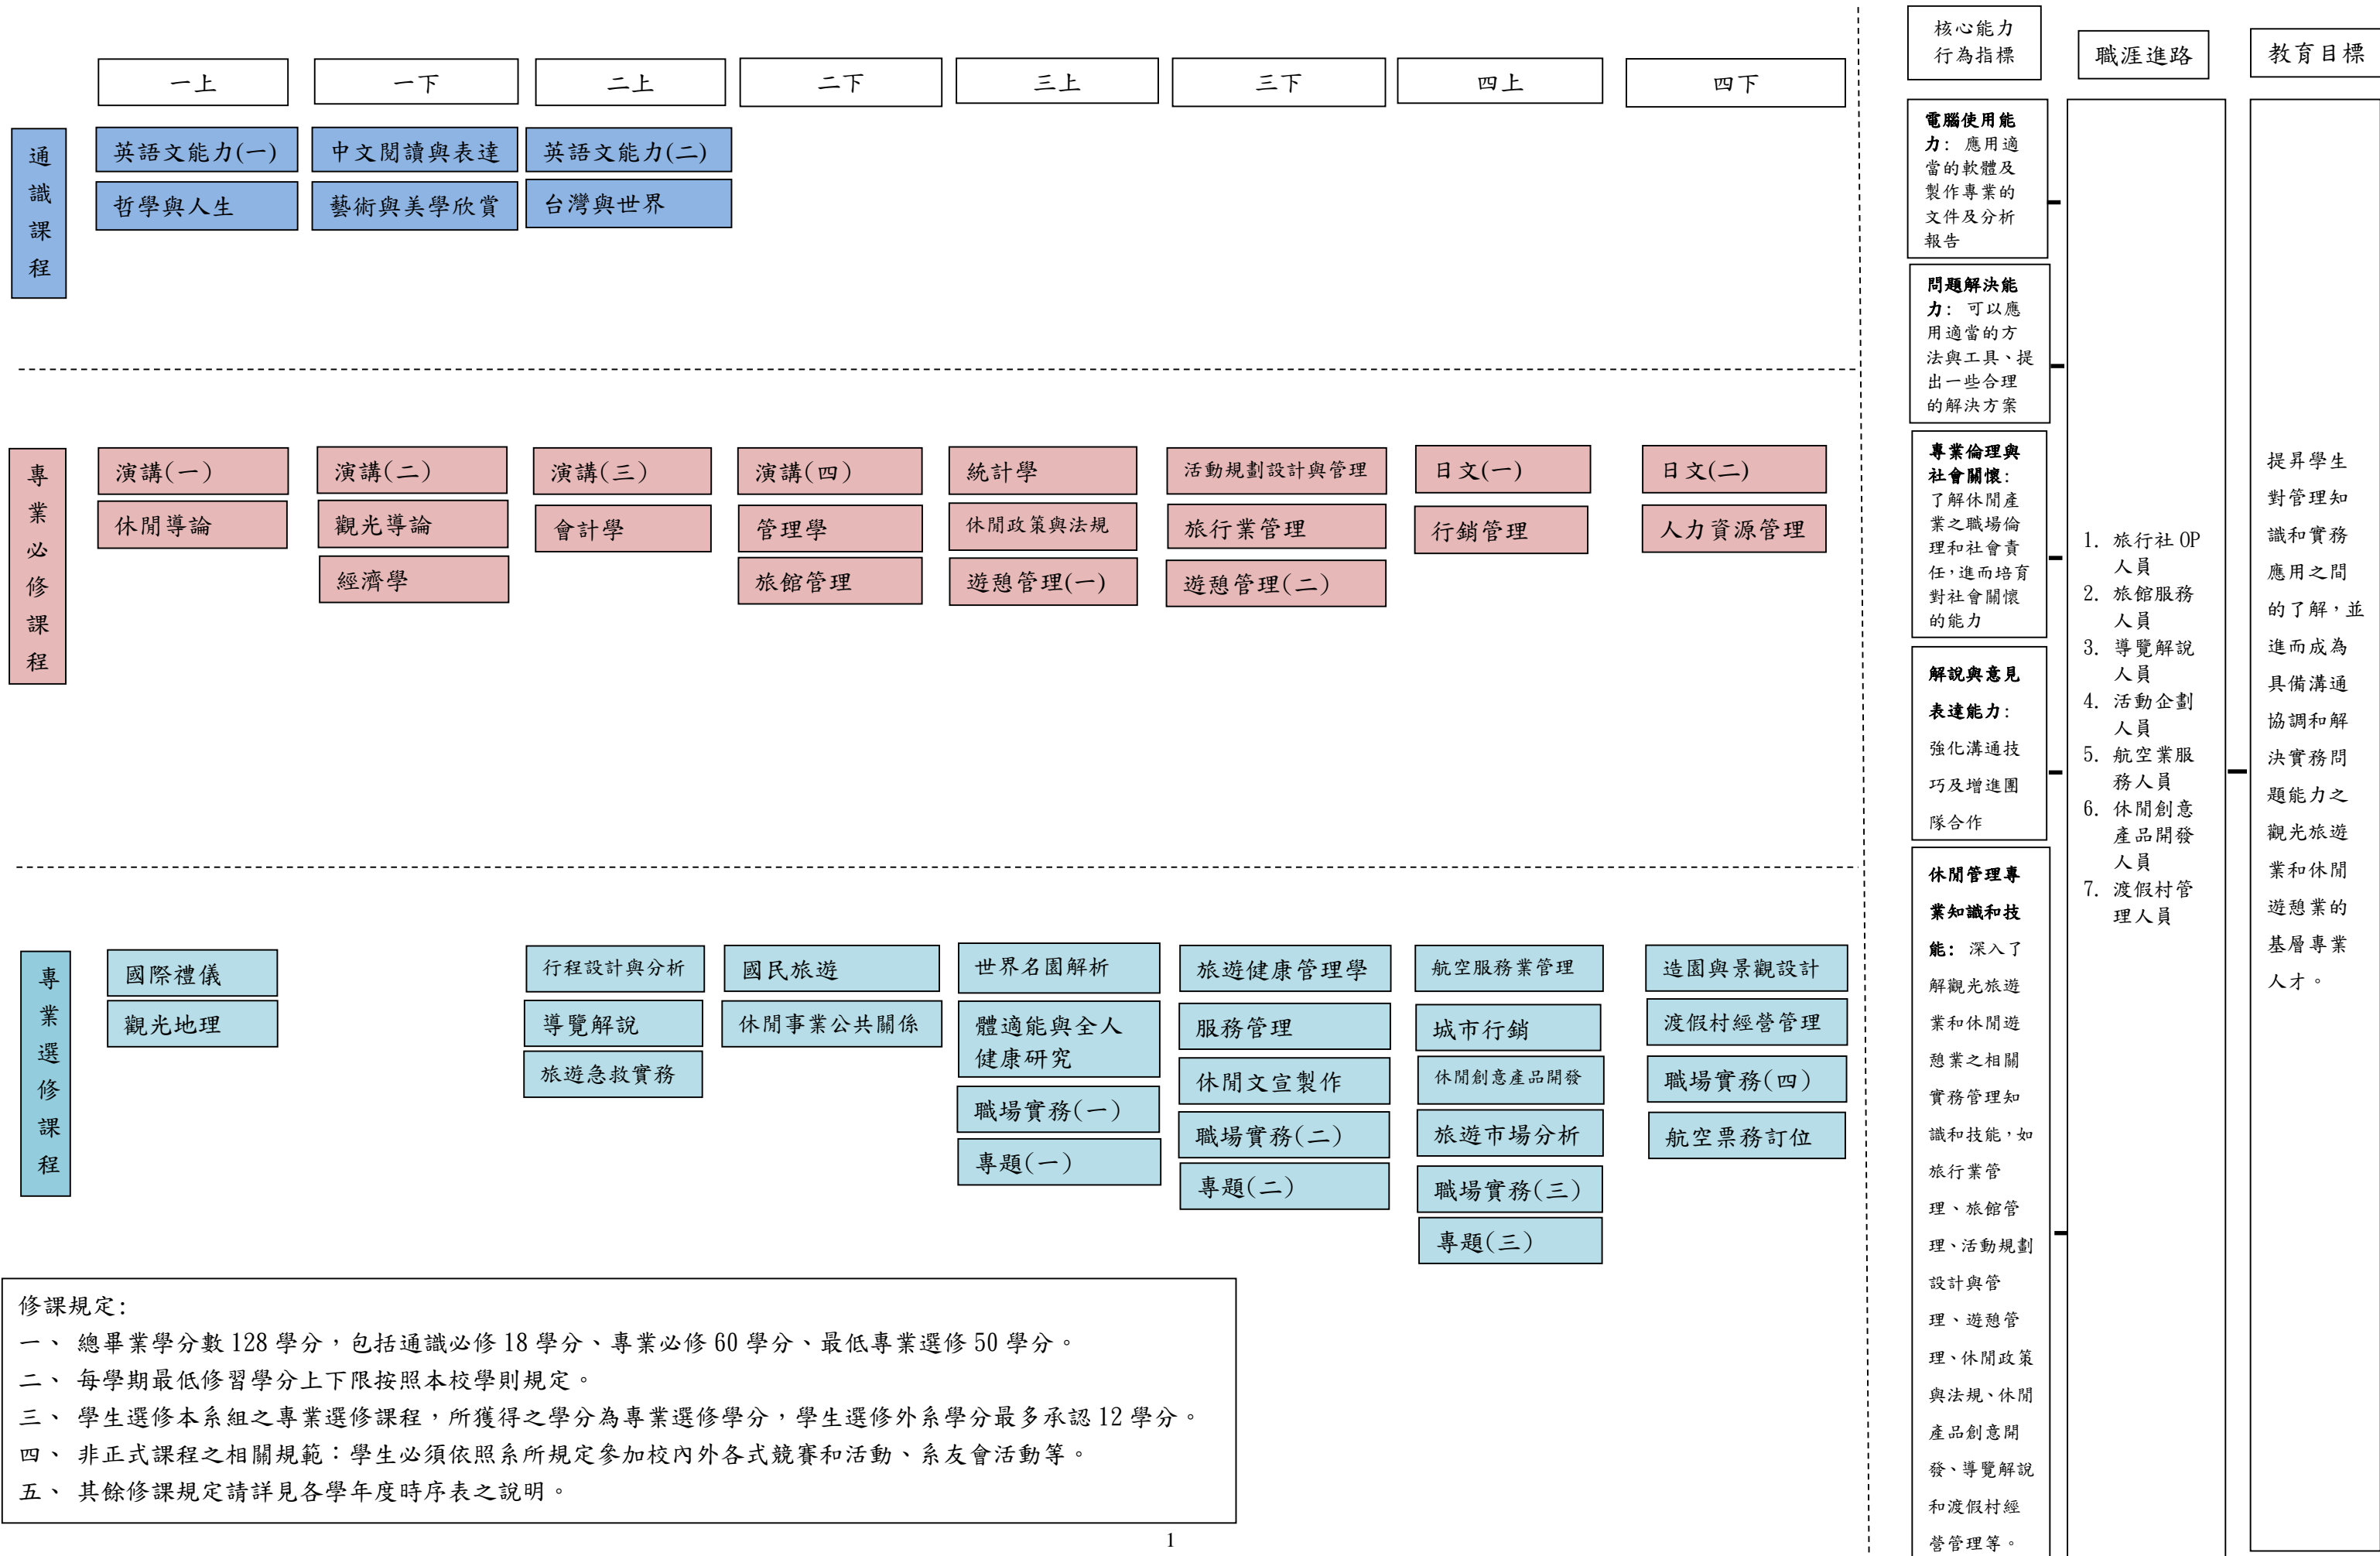 一上
一下
二上
二下
三上
三下
四上
四下
通
識
課
程
英語文能力(一)
中文閱讀與表達
英語文能力(二)
哲學與人生
藝術與美學欣賞
台灣與世界
專
業
必
修
課
程
演講(一)
演講(二)
演講(三)
演講(四)
統計學
活動規劃設計與管理
日文(一)
日文(二)
休閒導論
觀光導論
會計學
管理學
休閒政策與法規
旅行業管理
行銷管理
人力資源管理
經濟學
旅館管理
遊憩管理(一)
遊憩管理(二)
專
業
選
修
課
程
國際禮儀
行程設計與分析
國民旅遊
世界名園解析
旅遊健康管理學
航空服務業管理
造園與景觀設計
觀光地理
導覽解說
休閒事業公共關係
體適能與全人
健康研究
服務管理
城市行銷
渡假村經營管理
旅遊急救實務
職場實務(一)
休閒文宣製作
休閒創意產品開發
職場實務(四)
專題(一)
職場實務(二)
旅遊市場分析
航空票務訂位
專題(二)
職場實務(三)
專題(三)
修課規定:
一、 總畢業學分數 128 學分，包括通識必修 18 學分、專業必修 60 學分、最低專業選修 50 學分。
二、 每學期最低修習學分上下限按照本校學則規定。
三、 學生選修本系組之專業選修課程，所獲得之學分為專業選修學分，學生選修外系學分最多承認 12 學分。
四、 非正式課程之相關規範：學生必須依照系所規定參加校內外各式競賽和活動、系友會活動等。
五、 其餘修課規定請詳見各學年度時序表之說明。
1
核心能力
行為指標
電腦使用能
力: 應用適
當的軟體及
製作專業的
文件及分析
報告
問題解決能
力: 可以應
用適當的方
法與工具、提
出一些合理
的解決方案
專業倫理與
社會關懷:
了解休閒產
業之職場倫
理和社會責
任，進而培育
對社會關懷
的能力
解說與意見
表達能力:
強化溝通技
巧及增進團
隊合作
休閒管理專
業知識和技
能: 深入了
解觀光旅遊
業和休閒遊
憩業之相關
實務管理知
識和技能，如
旅行業管
理、旅館管
理、活動規劃
設計與管
理、遊憩管
理、休閒政策
與法規、休閒
產品創意開
發、導覽解說
和渡假村經
營管理等。
職涯進路
1. 旅行社 OP
人員
2. 旅館服務
人員
3. 導覽解說
人員
4. 活動企劃
人員
5. 航空業服
務人員
6. 休閒創意
產品開發
人員
7. 渡假村管
理人員
教育目標
提昇學生
對管理知
識和實務
應用之間
的了解，並
進而成為
具備溝通
協調和解
決實務問
題能力之
觀光旅遊
業和休閒
遊憩業的
基層專業
人才。